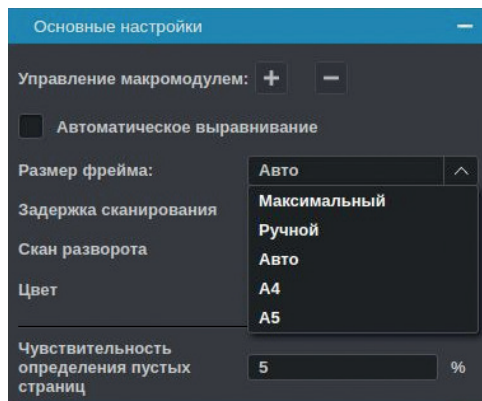 Основные настройки
Управление макромодулем:
Автоматическое выравнивание
Размер фрейма: Авто
Максимальный
Задержка сканирования
Ручной
Скан разворота
Авто
Цвет
A4
A5
Чувствительность
определения пустых
страниц
5 %